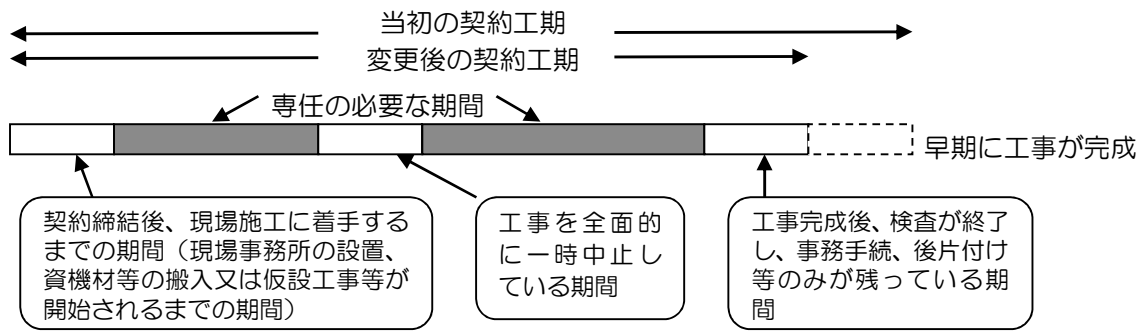 当初の契約工期
変更後の契約工期
専任の必要な期間
早期に工事が完成
契約締結後、現場施工に着手する
までの期間（現場事務所の設置、
資機材等の搬入又は仮設工事等が
開始されるまでの期間）
工事を全面的
に一時中止し
ている期間
工事完成後、検査が終了
し、事務手続、後片付け
等のみが残っている期
間